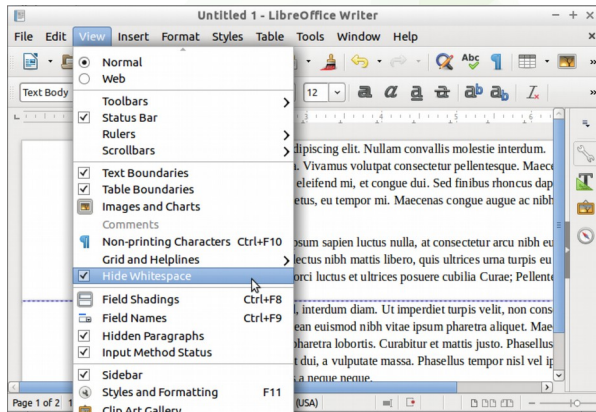 Untitled 1 - LibreOffice Writer
File Edit View Insert Format Styles Table Tools Window Help
Normal
Web
Abc
Text Body
12
Toolbars
Status Bar
Rulers
Scrollbars
Text Boundaries
Table Boundaries
Images and Charts
Comments
Non-printing Characters Ctrl+F10
Grid and Helplines
Hide Whitespace
Field Shadings Ctrl+F8
Field Names Ctrl+F9
Hidden Paragraphs
Input Method Status
Sidebar
Styles and Formatting F11
Clip Art Gallery
dipiscing elit. Nullam convallis molestie interdum.
. Vivamus volutpat consectetur pellentesque. Maece
eleifend mi, et congue dui. Sed finibus rhoncus dap
etus, eu tempor mi. Maecenas congue augue ac nibh
osum sapien luctus nulla, at consectetur arcu nibh eu
lectus nibh mattis libero, quis ultrices urna turpis eu
orci luctus et ultrices posuere cubilia Curae; Pellente
, interdum diam. Ut imperdiet turpis velit, non cons
ean euismod nibh vitae ipsum pharetra aliquet. Mae
pharetra lobortis. Curabitur et mattis justo. Phasellus
t dui, a vulputate massa. Phasellus tempor nisl vel ip
s a neque neque.
Page 1 of 2 1
(USA)